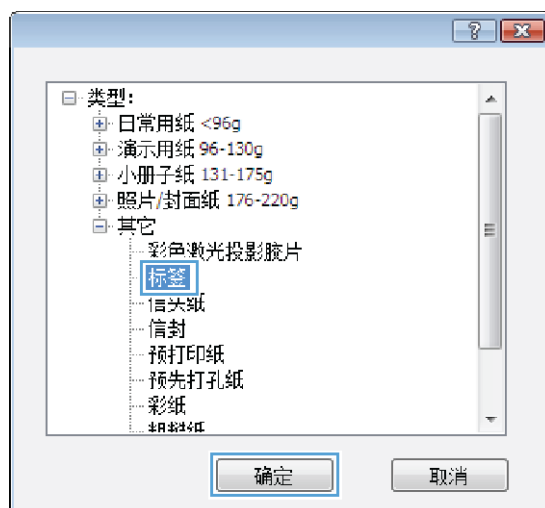 类型:
日常用纸 <96g
演示用纸 96-130g
小册子纸 131-175g
照片/封面纸 176-220g
其它
彩色激光投影胶片
标签
信头纸
信封
预打印纸
预先打孔纸
彩纸
粗糙纸
确定 取消